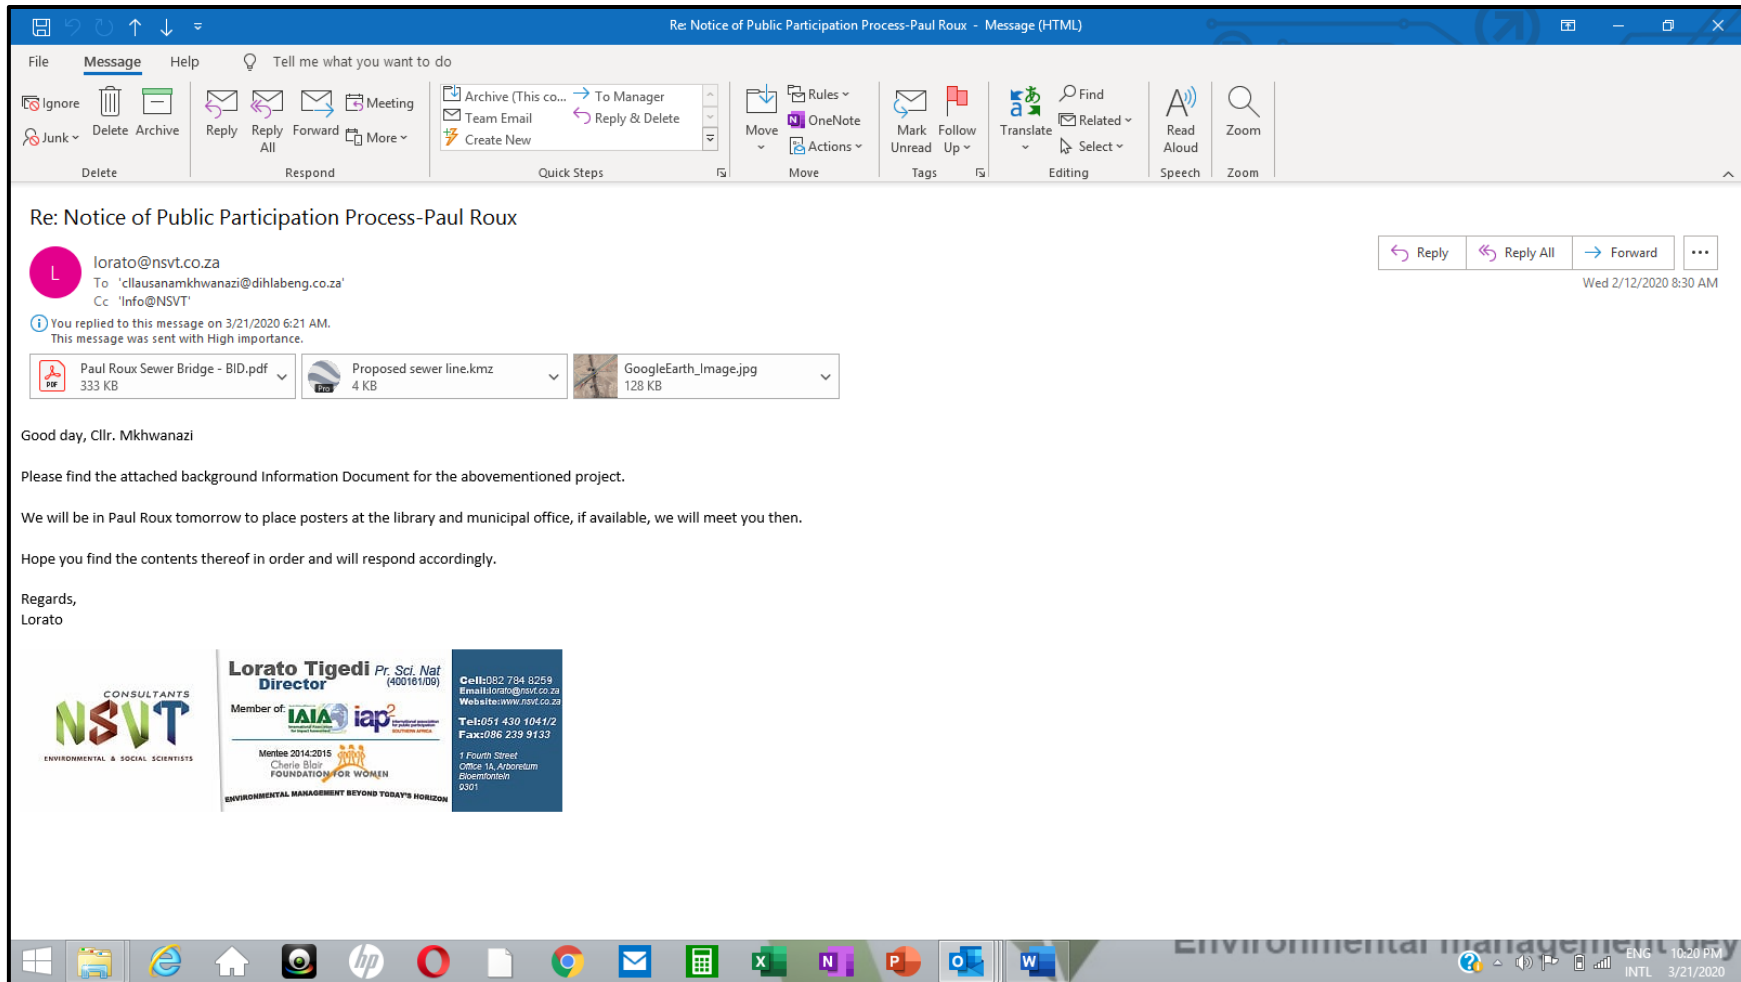 Re: Notice of Public Participation Process-Paul Roux - Message (HTML)
File Message Help Tell me what you want to do
Ignore
Junk
Delete
Archive
Delete
Reply
Reply All
Forward
Meeting
More
Respond
Archive (This co...
To Manager
Team Email
Reply & Delete
Create New
Quick Steps
Move
Rules
OneNote
Actions
Move
Mark Unread
Follow Up
Tags
Translate
Find
Related
Select
Editing
Read Aloud
Speech
Zoom
Zoom
Re: Notice of Public Participation Process-Paul Roux
Reply Reply All Forward
L
lorato@nsvt.co.za
Wed 2/12/2020 8:30 AM
To 'cllausanamkhwanazi@dihlabeng.co.za'
Cc 'Info@NSVT'
You replied to this message on 3/21/2020 6:21 AM.
This message was sent with High importance.
PDF
Paul Roux Sewer Bridge - BID.pdf
333 KB
Pro
Proposed sewer line.kmz
4 KB
GoogleEarth_Image.jpg
128 KB
Good day, Cllr. Mkhwanazi
Please find the attached background Information Document for the abovementioned project.
We will be in Paul Roux tomorrow to place posters at the library and municipal office, if available, we will meet you then.
Hope you find the contents thereof in order and will respond accordingly.
Regards,
Lorato
CONSULTANTS
NSVT
ENVIRONMENTAL & SOCIAL SCIENTISTS
Lorato Tigedi Pr. Sci. Nat
Director (400161/09)
Member of: IAIA iap2
Mentee 2014:2015
Cherie Blair
FOUNDATION FOR WOMEN
ENVIRONMENTAL MANAGEMENT BEYOND TODAY'S HORIZON
Cell:082 784 8259
Email:lorato@nsvt.co.za
Website:www.nsvt.co.za
Tel:051 430 1041/2
Fax:086 239 9133
1 Fourth Street
Office 1A, Arboretum
Bloemfontein
9301
Environmental management
ENG 10:20 PM
INTL 3/21/2020